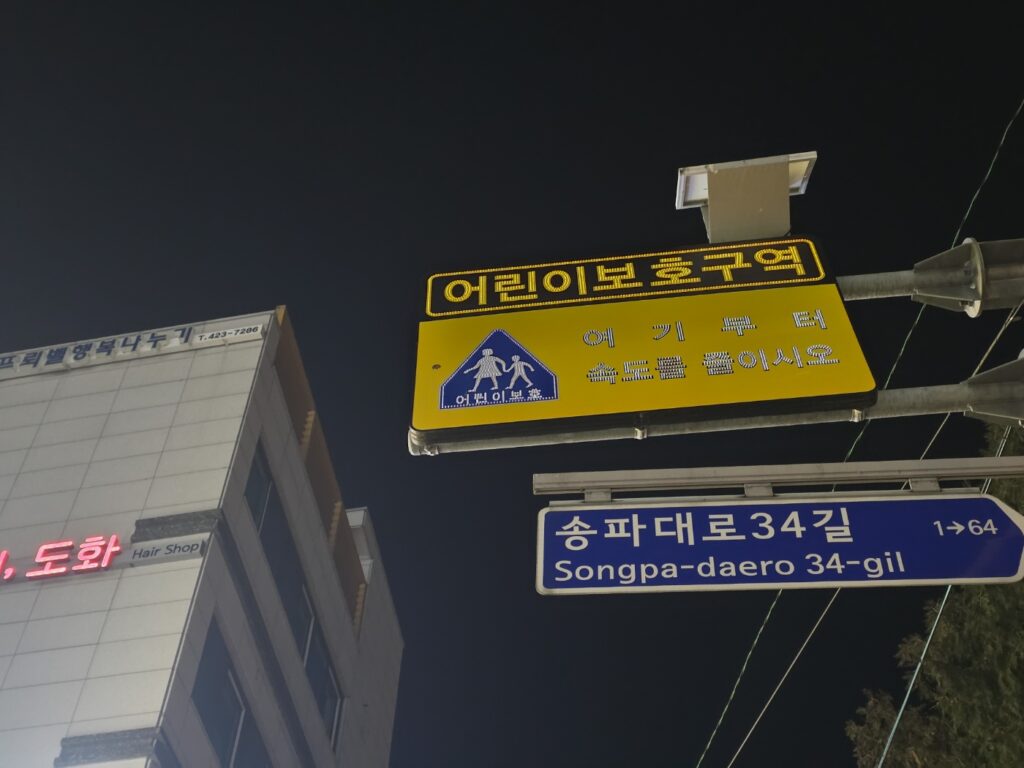 어린이보호구역
여기부터
속도를 줄이시오
어린이보호
송파대로34길
1→64
Songpa-daero 34-gil
프뢰벨행복나누기
T.423-7286
, 도화
Hair Shop